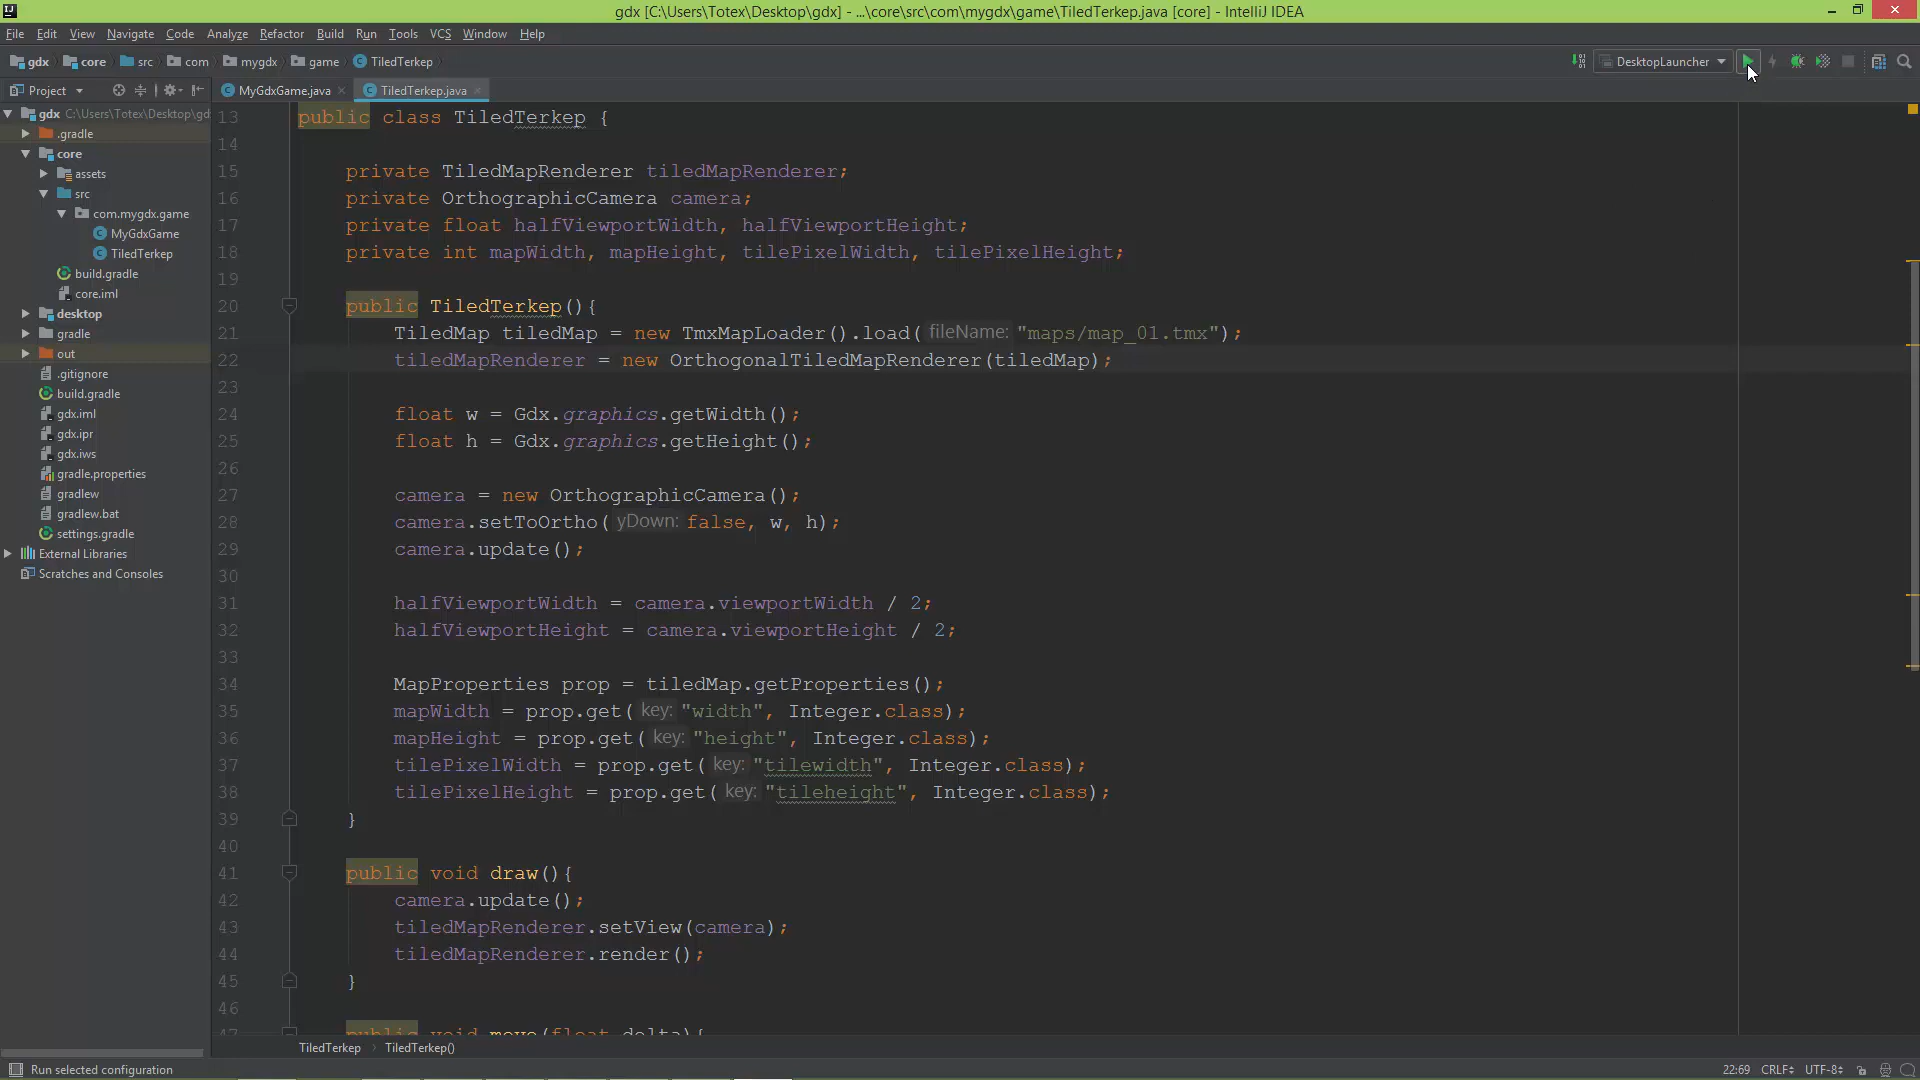 gdx [C:\Users\Totex\Desktop\gdx] - ...\core\src\com\mygdx\game\TiledTerkep.java [core] - IntelliJ IDEA
File Edit View Navigate Code Analyze Refactor Build Run Tools VCS Window Help
gdx core src com mygdx game TiledTerkep DesktopLauncher
Project MyGdxGame.java TiledTerkep.java
gdx C:\Users\Totex\Desktop\gd
.gradle
core
assets
src
com.mygdx.game
MyGdxGame
TiledTerkep
build.gradle
core.iml
desktop
gradle
out
.gitignore
build.gradle
gdx.iml
gdx.ipr
gdx.iws
gradle.properties
gradlew
gradlew.bat
settings.gradle
External Libraries
Scratches and Consoles
13 public class TiledTerkep {
14
15 private TiledMapRenderer tiledMapRenderer;
16 private OrthographicCamera camera;
17 private float halfViewportWidth, halfViewportHeight;
18 private int mapWidth, mapHeight, tilePixelWidth, tilePixelHeight;
19
20 public TiledTerkep(){
21 TiledMap tiledMap = new TmxMapLoader().load( fileName: "maps/map_01.tmx");
22 tiledMapRenderer = new OrthogonalTiledMapRenderer(tiledMap);
23
24 float w = Gdx.graphics.getWidth();
25 float h = Gdx.graphics.getHeight();
26
27 camera = new OrthographicCamera();
28 camera.setToOrtho( yDown: false, w, h);
29 camera.update();
30
31 halfViewportWidth = camera.viewportWidth / 2;
32 halfViewportHeight = camera.viewportHeight / 2;
33
34 MapProperties prop = tiledMap.getProperties();
35 mapWidth = prop.get( key: "width", Integer.class);
36 mapHeight = prop.get( key: "height", Integer.class);
37 tilePixelWidth = prop.get( key: "tilewidth", Integer.class);
38 tilePixelHeight = prop.get( key: "tileheight", Integer.class);
39 }
40
41 public void draw(){
42 camera.update();
43 tiledMapRenderer.setView(camera);
44 tiledMapRenderer.render();
45 }
46
47 public void move(float delta){
TiledTerkep TiledTerkep()
Run selected configuration 22:69 CRLF UTF-8